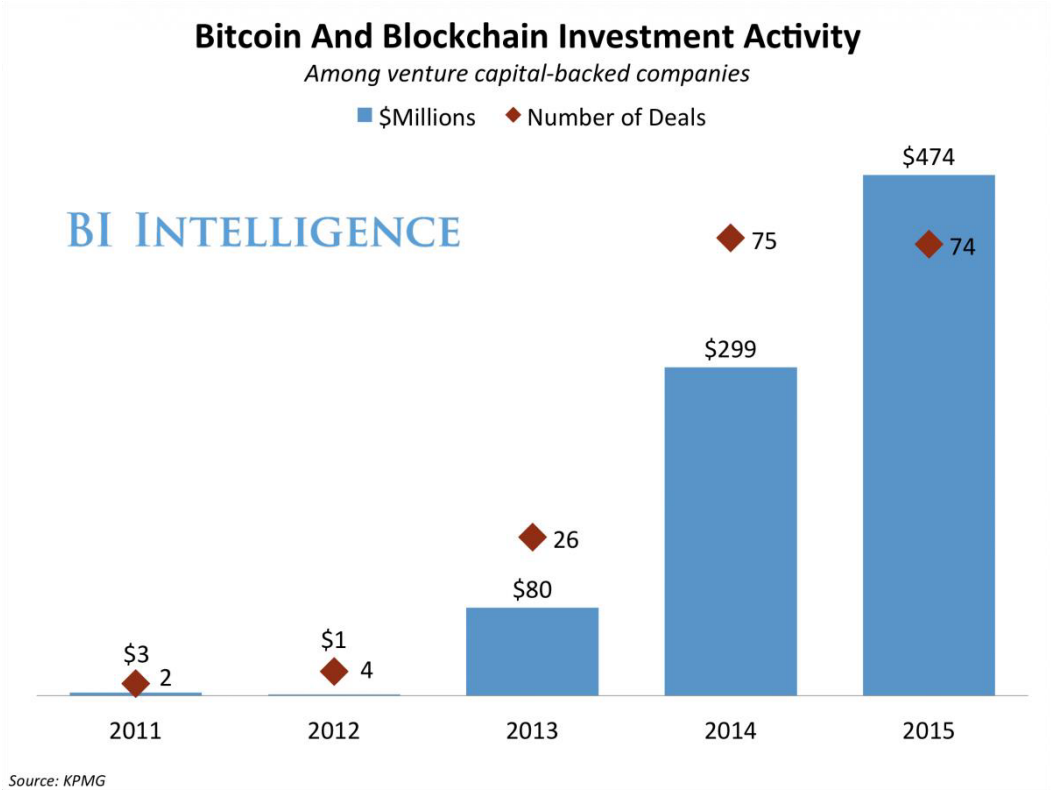 Bitcoin And Blockchain Investment Activity
Among venture capital-backed companies
$Millions Number of Deals
$474
BI INTELLIGENCE
75
74
$299
26
$80
$1
$3
4
2
2011 2012 2013 2014 2015
Source: KPMG